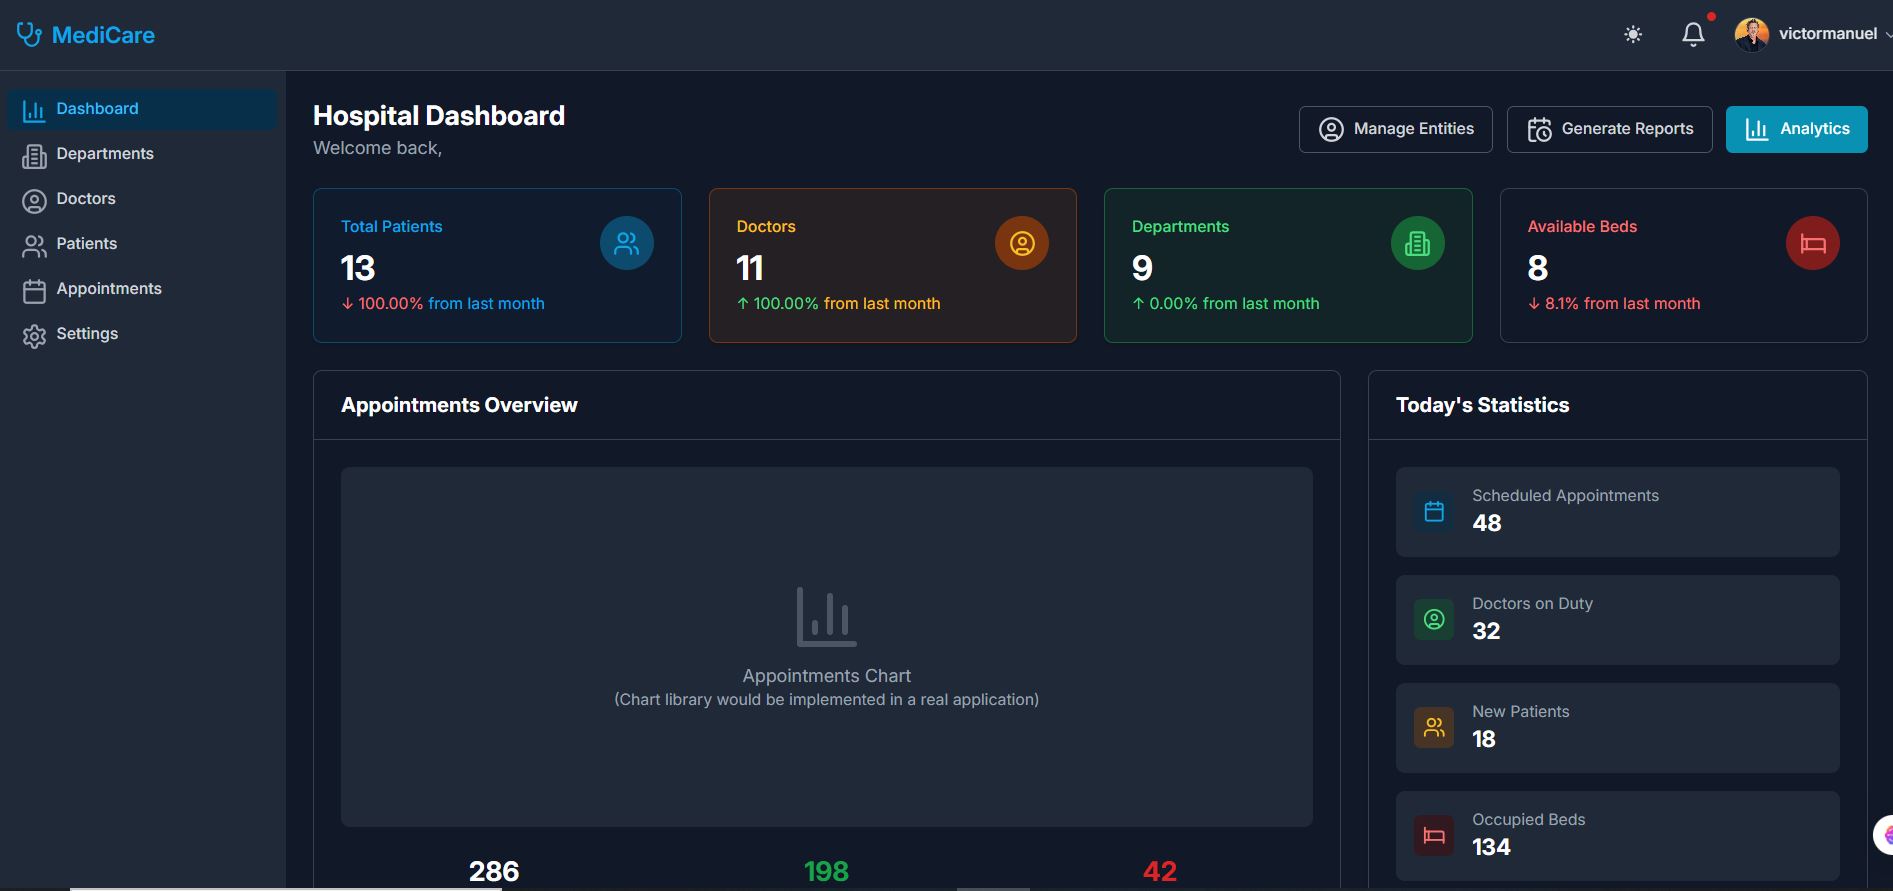 MediCare
victormanuel
Dashboard
Departments
Doctors
Patients
Appointments
Settings
Hospital Dashboard
Welcome back,
Manage Entities
Generate Reports
Analytics
Total Patients
13
↓ 100.00% from last month
Doctors
11
↑ 100.00% from last month
Departments
9
↑ 0.00% from last month
Available Beds
8
↓ 8.1% from last month
Appointments Overview
Appointments Chart
(Chart library would be implemented in a real application)
286
198
42
Today's Statistics
Scheduled Appointments
48
Doctors on Duty
32
New Patients
18
Occupied Beds
134